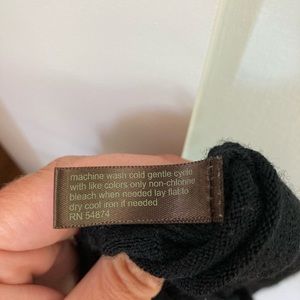 machine wash cold gentle cycle
with like colors only non-chlorine
bleach when needed lay flat to
dry cool iron if needed
RN 54874